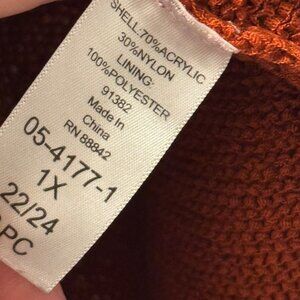 SHELL:70%ACRYLIC
30%NYLON
LINING:
100%POLYESTER
91382
Made in
China
RN 88842
05-4177-1
1X
22/24
PC